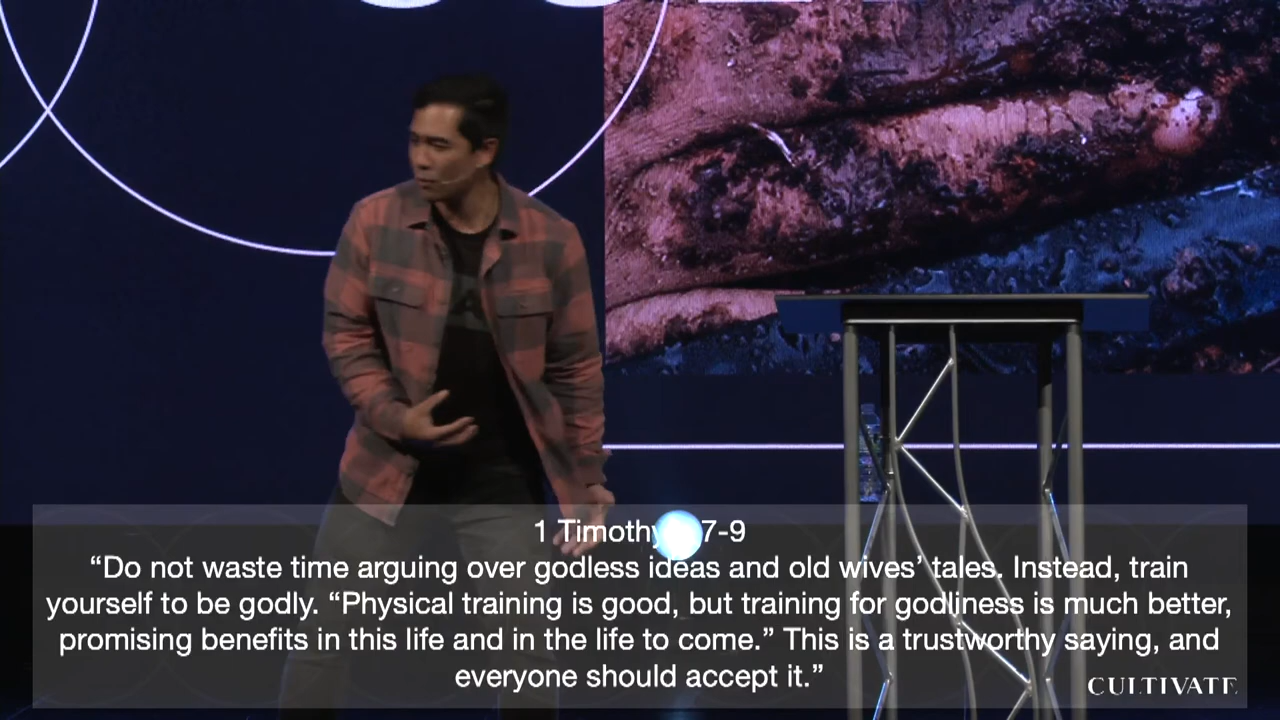 1 Timothy 7-9
“Do not waste time arguing over godless ideas and old wives’ tales. Instead, train
yourself to be godly. “Physical training is good, but training for godliness is much better,
promising benefits in this life and in the life to come.” This is a trustworthy saying, and
everyone should accept it.”
CULTIVATE